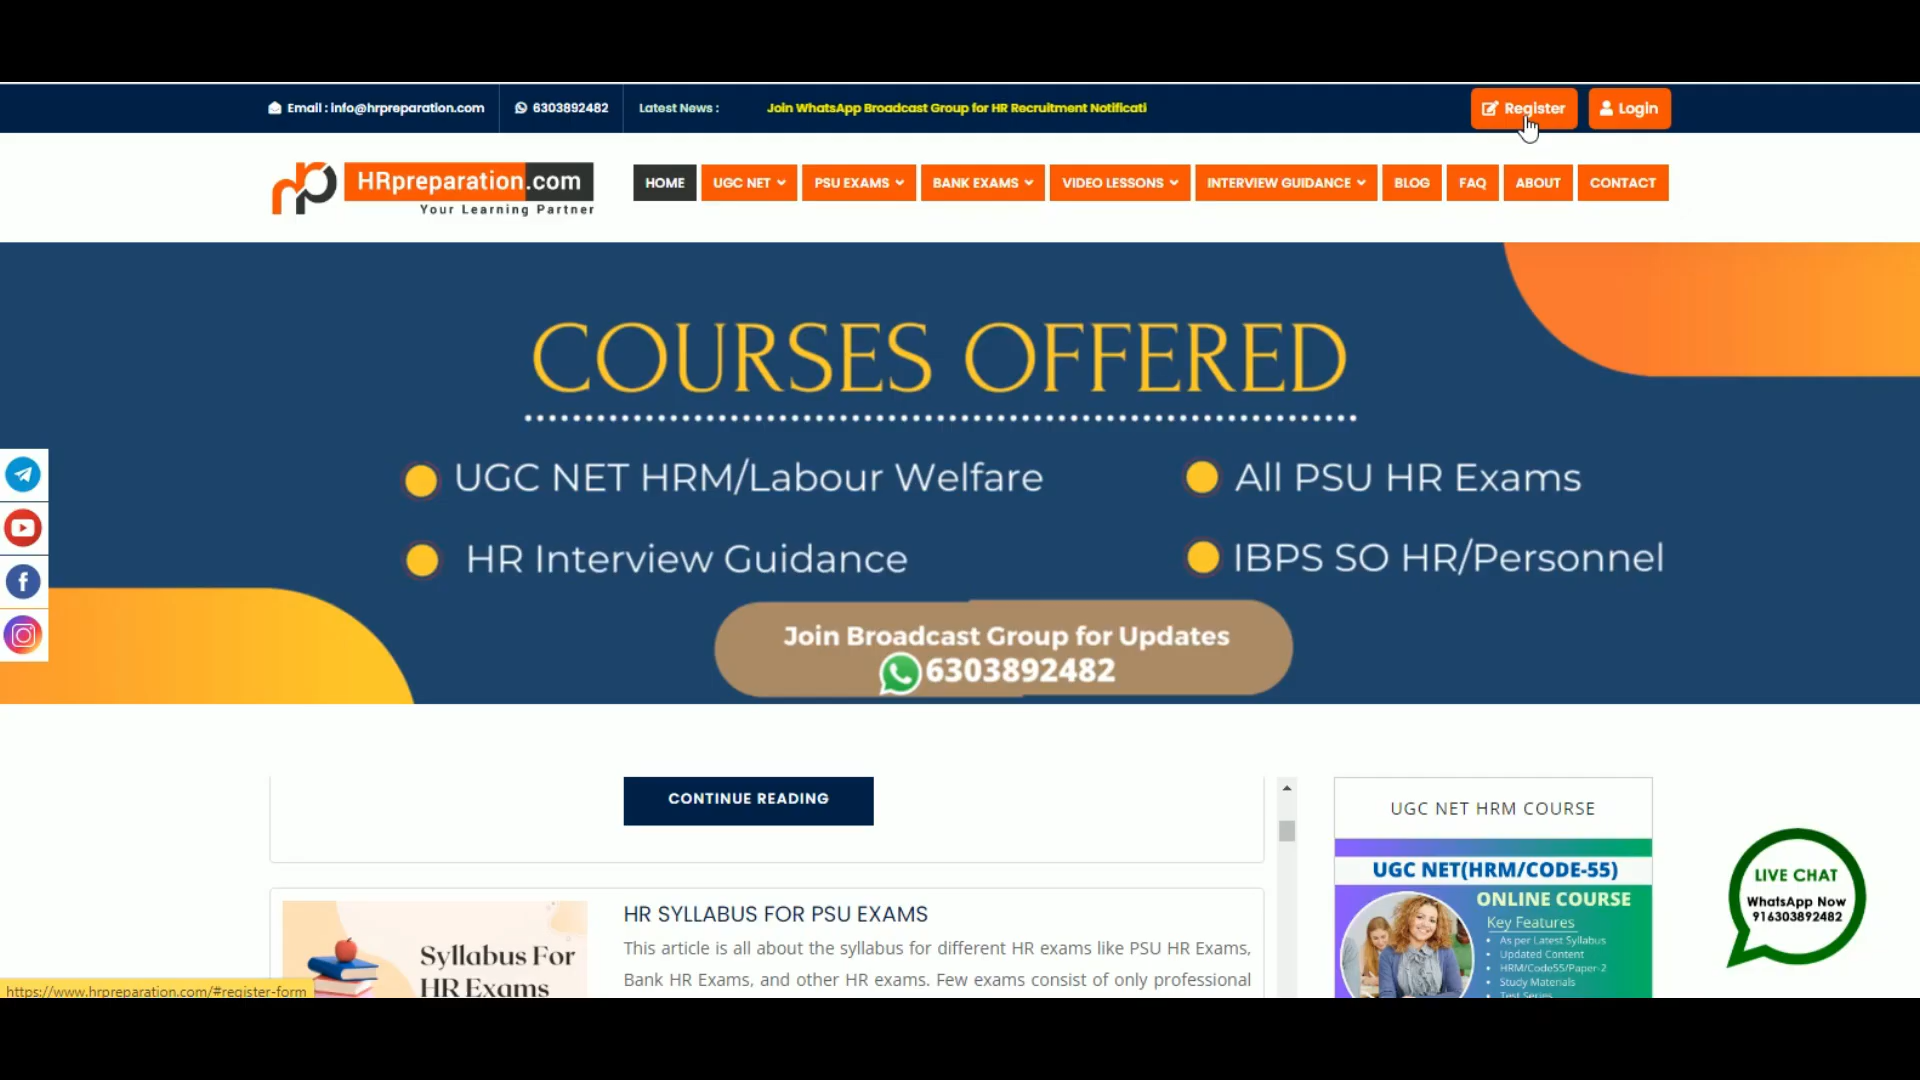 Email : info@hrpreparation.com
6303892482
Latest News :
Join WhatsApp Broadcast Group for HR Recruitment Notificati
Register
Login
HRpreparation.com
Your Learning Partner
HOME
UGC NET
PSU EXAMS
BANK EXAMS
VIDEO LESSONS
INTERVIEW GUIDANCE
BLOG
FAQ
ABOUT
CONTACT
COURSES OFFERED
UGC NET HRM/Labour Welfare
All PSU HR Exams
HR Interview Guidance
IBPS SO HR/Personnel
Join Broadcast Group for Updates
6303892482
CONTINUE READING
HR SYLLABUS FOR PSU EXAMS
This article is all about the syllabus for different HR exams like PSU HR Exams,
Bank HR Exams, and other HR exams. Few exams consist of only professional
Syllabus For
HR Exams
UGC NET HRM COURSE
UGC NET(HRM/CODE-55)
ONLINE COURSE
Key Features
As per Latest Syllabus
Updated Content
HRM/Code55/Paper-2
Study Materials
Test Series
LIVE CHAT
WhatsApp Now
916303892482
https://www.hrpreparation.com/#register-form